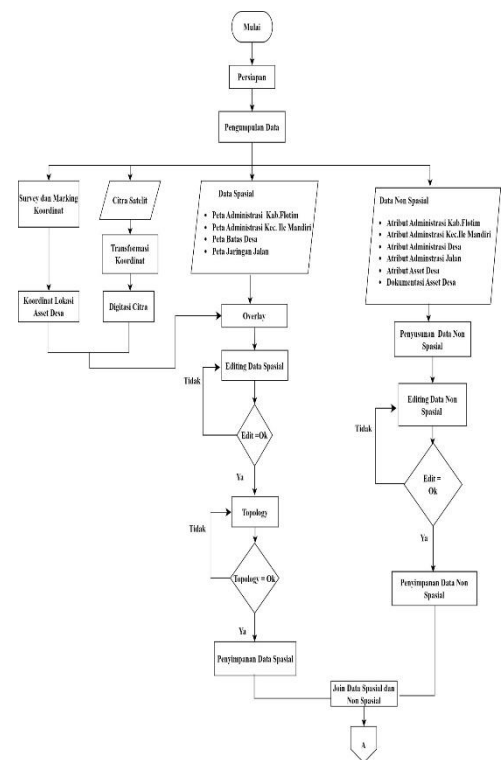 Mulai
Persiapan
Pengumpulan Data
Survey dan Marking
Koordinat
Citra Satelit
Data Spasial
Peta Administrasi Kab.Flotim
Peta Administrasi Kec. Ile Mandiri
Peta Batas Desa
Peta Jaringan Jalan
Data Non Spasial
Atribut Administrasi Kab.Flotim
Atribut Adminstrasi Kec.Ile Mandiri
Atribut Administrasi Desa
Atribut Adminstrasi Jalan
Atribut Asset Desa
Dokumentasi Asset Desa
Transformasi
Koordinat
Koordinat Lokasi
Asset Desa
Digitasi Citra
Overlay
Penyusunan Data Non
Spasial
Editing Data Spasial
Tidak
Edit =Ok
Ya
Editing Data Non
Spasial
Tidak
Edit =
Ok
Ya
Topology
Tidak
Topology = Ok
Ya
Penyimpanan Data Spasial
Penyimpanan Data Non
Spasial
Join Data Spasial dan
Non Spasial
A